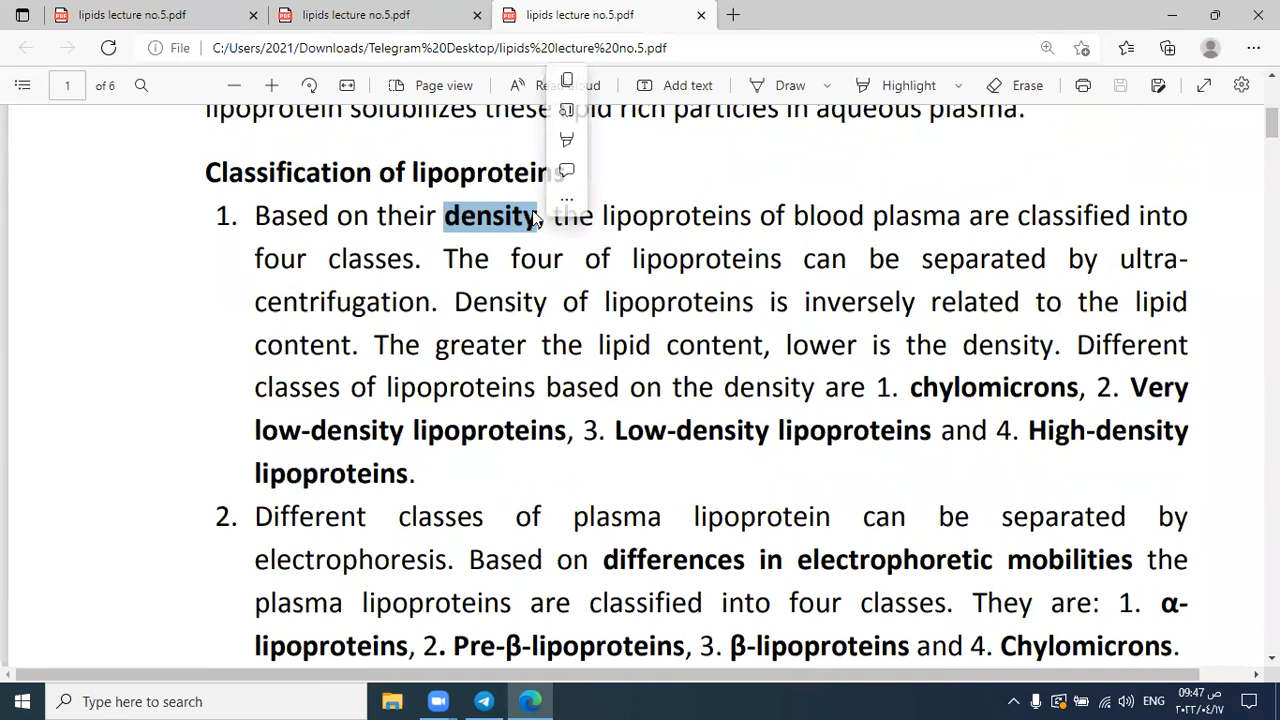 lipids lecture no.5.pdf
lipids lecture no.5.pdf
lipids lecture no.5.pdf
File C:/Users/2021/Downloads/Telegram%20Desktop/lipids%20lecture%20no.5.pdf
1 of 6 Page view Read aloud Add text Draw Highlight Erase
lipoprotein solubilizes these lipid rich particles in aqueous plasma.
Classification of lipoproteins
1. Based on their density, the lipoproteins of blood plasma are classified into
four classes. The four of lipoproteins can be separated by ultra-
centrifugation. Density of lipoproteins is inversely related to the lipid
content. The greater the lipid content, lower is the density. Different
classes of lipoproteins based on the density are 1. chylomicrons, 2. Very
low-density lipoproteins, 3. Low-density lipoproteins and 4. High-density
lipoproteins.
2. Different classes of plasma lipoprotein can be separated by
electrophoresis. Based on differences in electrophoretic mobilities the
plasma lipoproteins are classified into four classes. They are: 1. α-
lipoproteins, 2. Pre-β-lipoproteins, 3. β-lipoproteins and 4. Chylomicrons.
Type here to search
ENG
09:47 ص
٢٠٢٢/٠٤/١٧